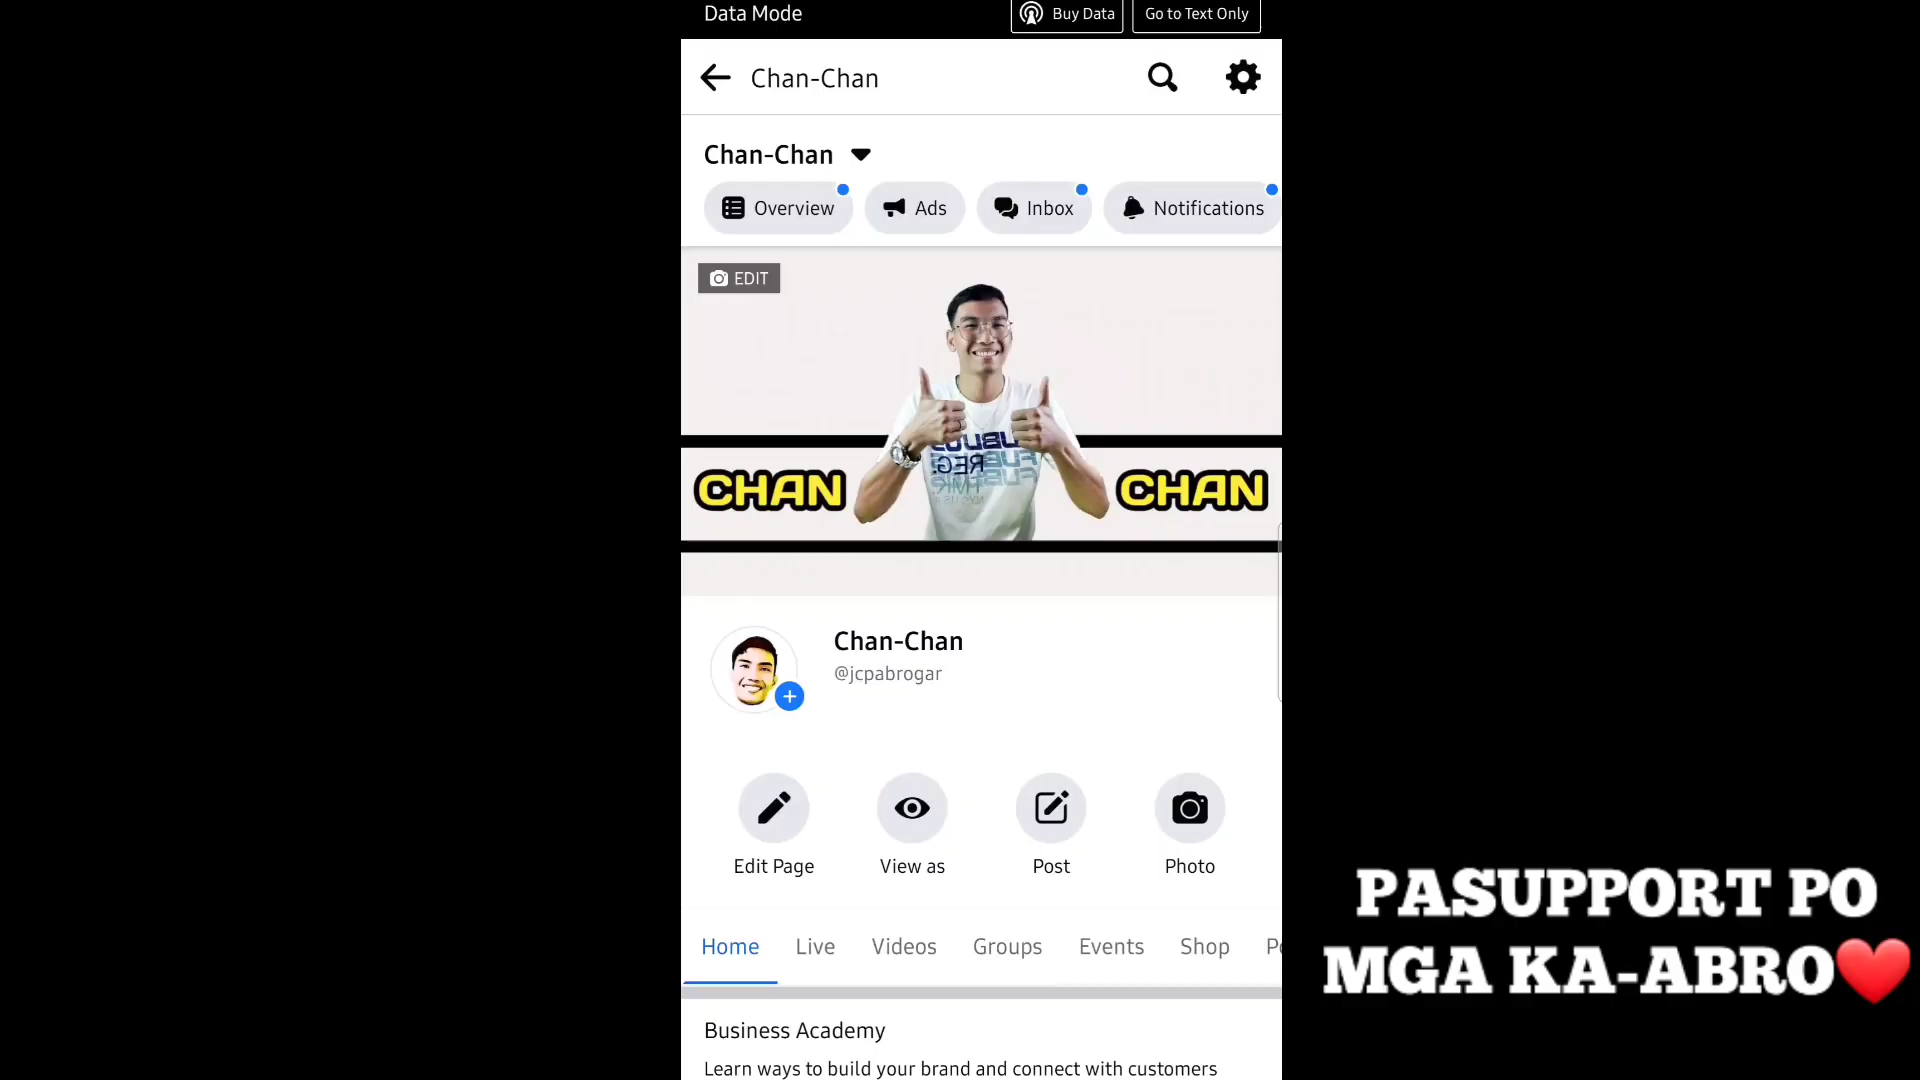 Data Mode
Buy Data
Go to Text Only
Chan-Chan
Chan-Chan
Overview
Ads
Inbox
Notifications
EDIT
CHAN
CHAN
Chan-Chan
@jcpabrogar
Edit Page
View as
Post
Photo
Home
Live
Videos
Groups
Events
Shop
PASUPPORT PO
MGA KA-ABRO❤️
Business Academy
Learn ways to build your brand and connect with customers